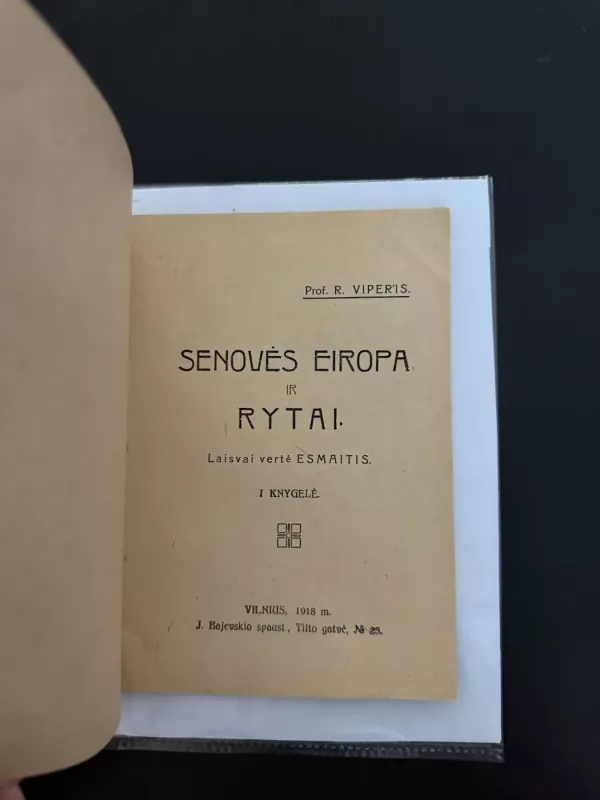 Prof. R. VIPER'IS.
SENOVĖS EIROPA
IR
RYTAI.
Laisvai vertė ESMAITIS.
I KNYGELĖ.
VILNIUS, 1918 m.
J. Bajevskio spaust., Tilto gatvė, № 25.